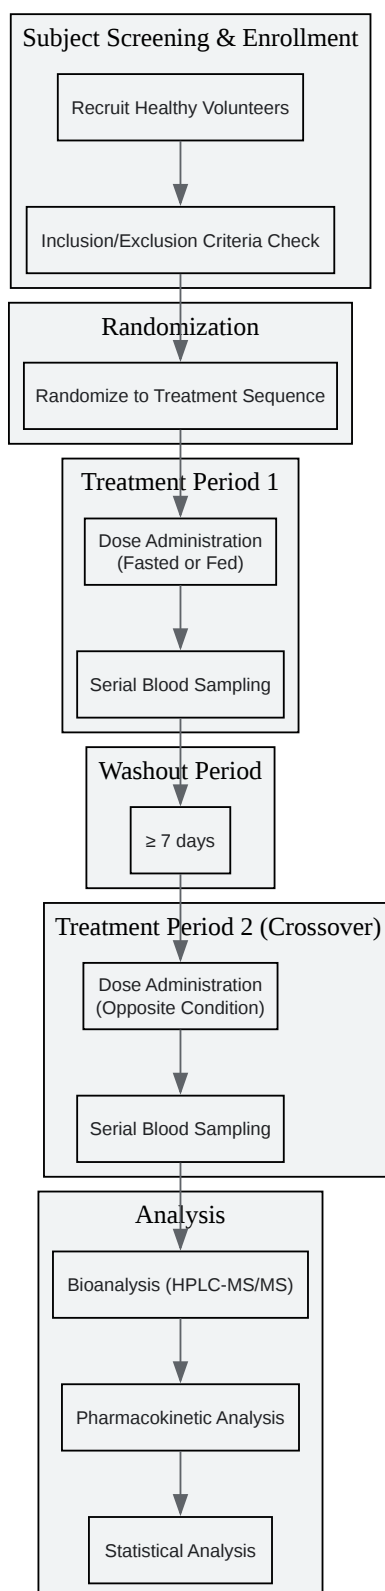 Subject Screening & Enrollment
Recruit Healthy Volunteers
Inclusion/Exclusion Criteria Check
Randomization
Randomize to Treatment Sequence
Treatment Period 1
Dose Administration
(Fasted or Fed)
Serial Blood Sampling
Washout Period
≥ 7 days
Treatment Period 2 (Crossover)
Dose Administration
(Opposite Condition)
Serial Blood Sampling
Analysis
Bioanalysis (HPLC-MS/MS)
Pharmacokinetic Analysis
Statistical Analysis